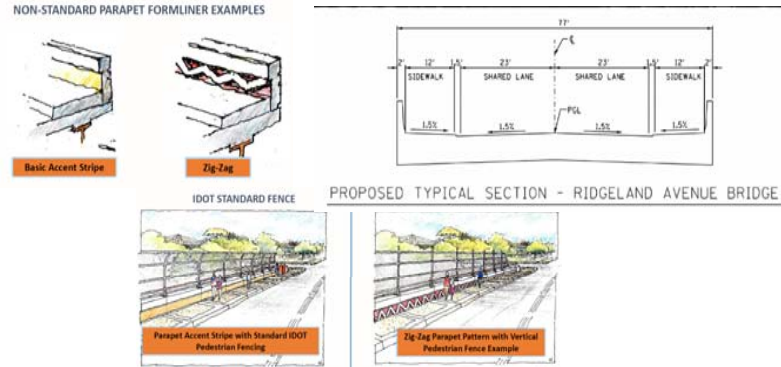 NON-STANDARD PARAPET FORMLINER EXAMPLES
Basic Accent Stripe
Zig-Zag
77'
℄
2' 12' 1.5' 23' 23' 1.5' 12' 2'
SIDEWALK SHARED LANE SHARED LANE SIDEWALK
PGL
1.5% 1.5% 1.5% 1.5%
PROPOSED TYPICAL SECTION - RIDGELAND AVENUE BRIDGE
IDOT STANDARD FENCE
Parapet Accent Stripe with Standard IDOT
Pedestrian Fencing
Zig-Zag Parapet Pattern with Vertical
Pedestrian Fence Example